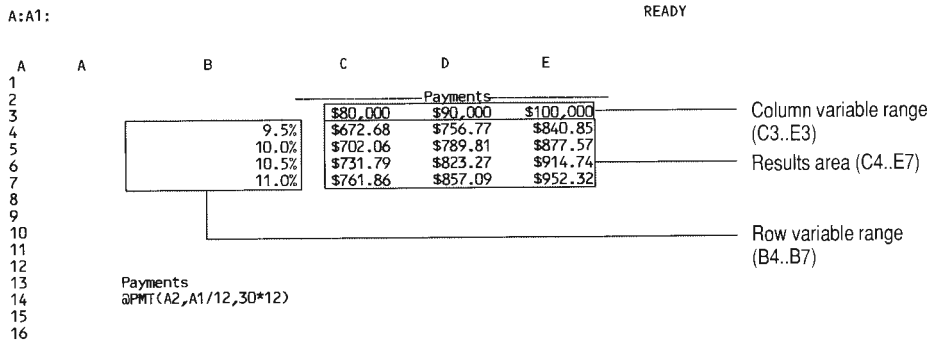 A:A1: READY
A A B C D E
1
2 Payments
3 $80,000 $90,000 $100,000
4 9.5% $672.68 $756.77 $840.85
5 10.0% $702.06 $789.81 $877.57
6 10.5% $731.79 $823.27 $914.74
7 11.0% $761.86 $857.09 $952.32
8
9
10
11
12
13 Payments
14 @PMT(A2,A1/12,30*12)
15
16
Column variable range
(C3..E3)
Results area (C4..E7)
Row variable range
(B4..B7)